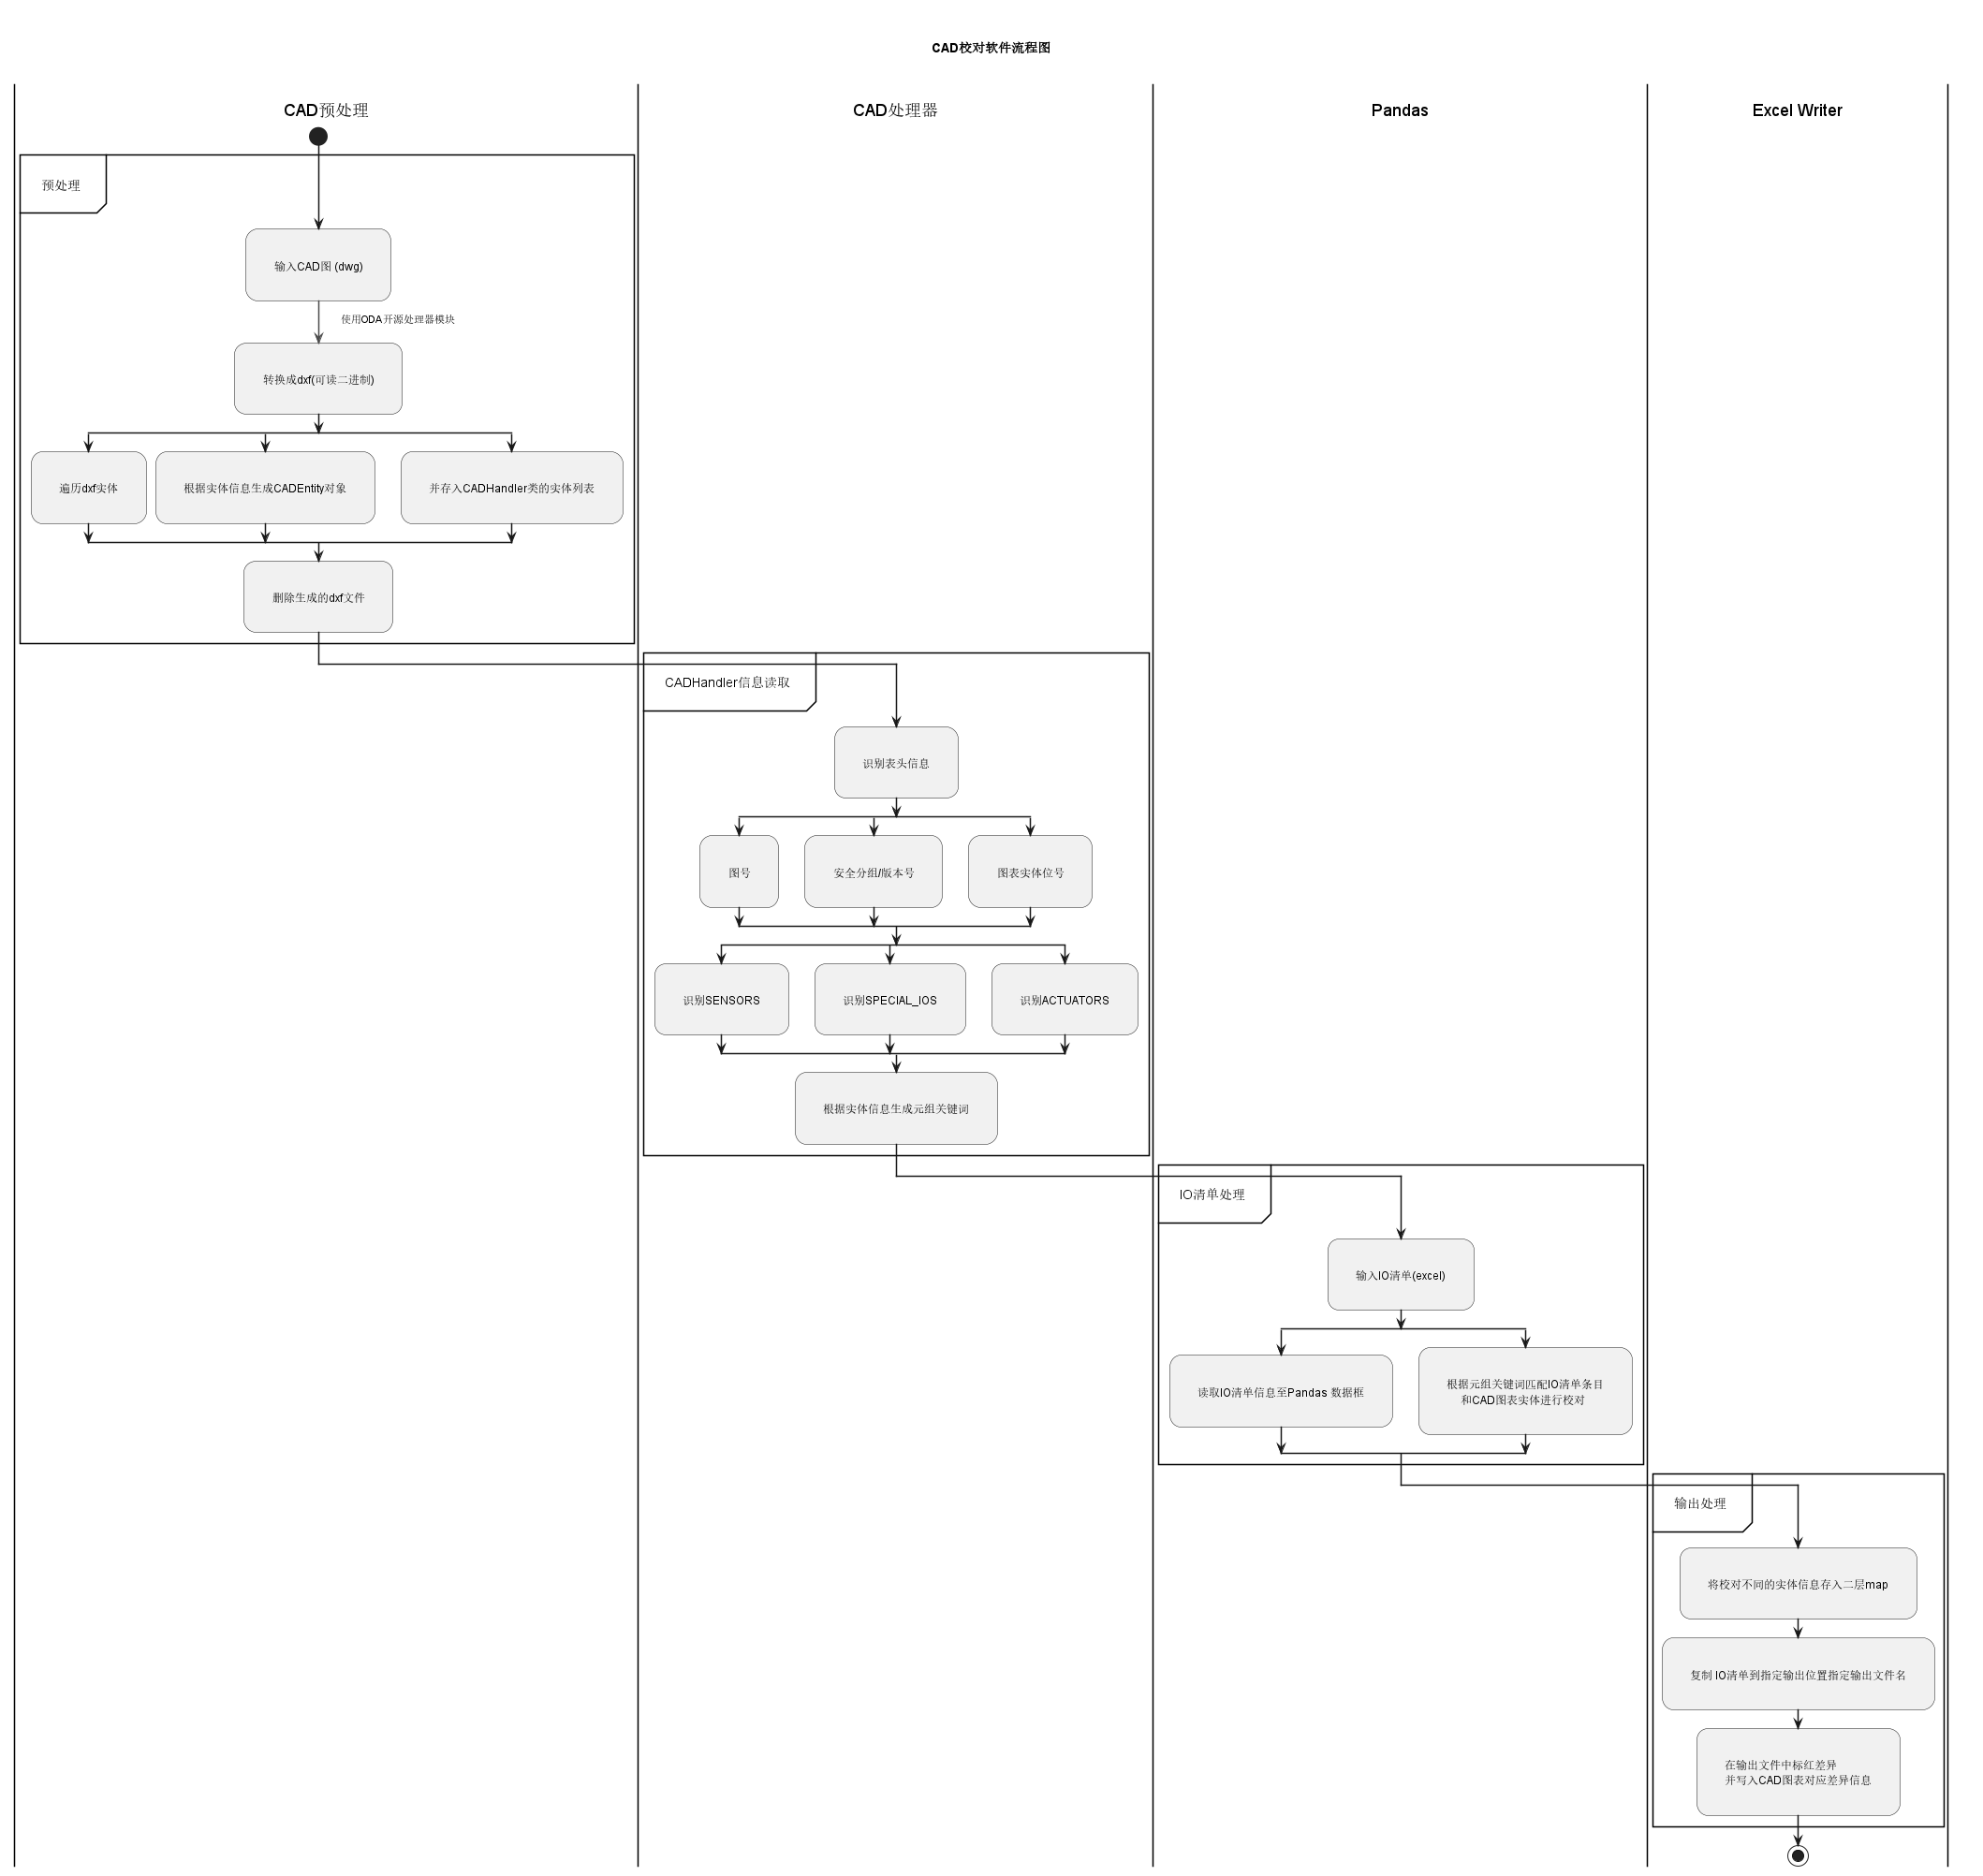 CAD校对软件流程图
CAD预处理
CAD处理器
Pandas
Excel Writer
预处理
输入CAD图 (dwg)
使用ODA开源处理器模块
转换成dxf(可读二进制)
遍历dxf实体
根据实体信息生成CADEntity对象
并存入CADHandler类的实体列表
删除生成的dxf文件
CADHandler信息读取
识别表头信息
图号
安全分组/版本号
图表实体位号
识别SENSORS
识别SPECIAL_IOS
识别ACTUATORS
根据实体信息生成元组关键词
IO清单处理
输入IO清单(excel)
读取IO清单信息至Pandas 数据框
根据元组关键词匹配IO清单条目
和CAD图表实体进行校对
输出处理
将校对不同的实体信息存入二层map
复制 IO清单到指定输出位置指定输出文件名
在输出文件中标红差异
并写入CAD图表对应差异信息